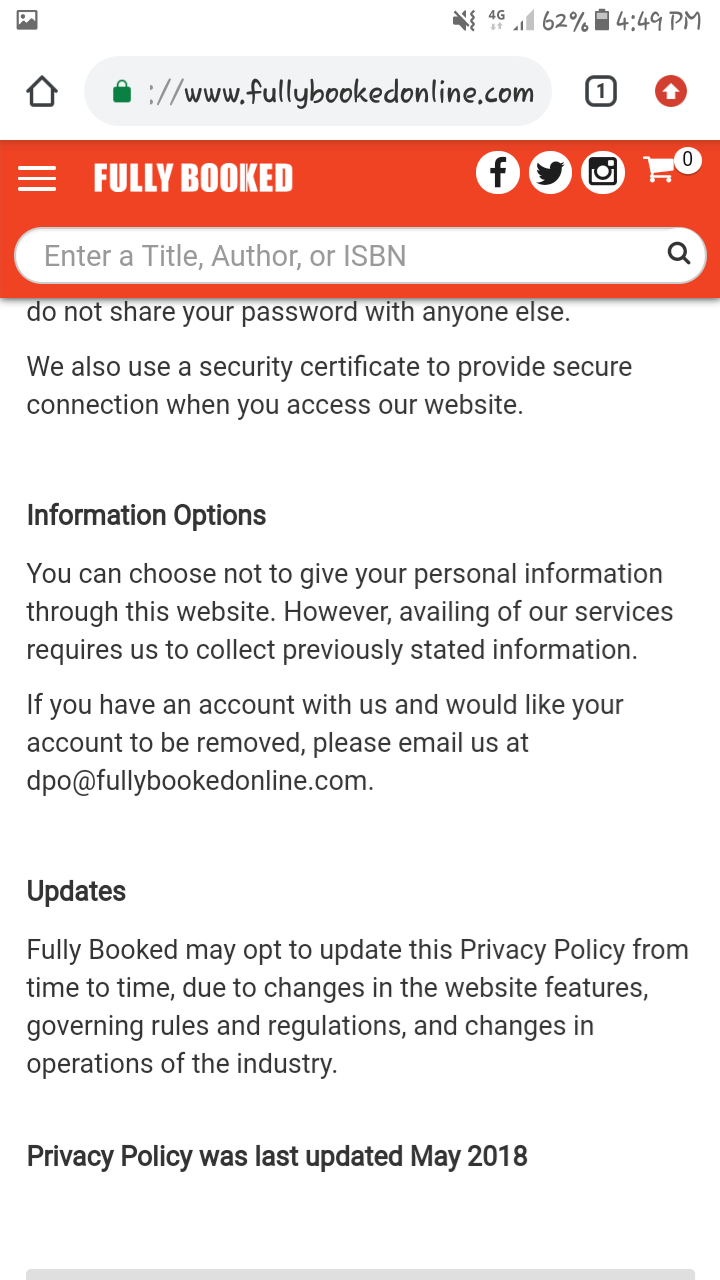 4G 62% 4:49 PM
://www.fullybookedonline.com 1
FULLY BOOKED 0
Enter a Title, Author, or ISBN
do not share your password with anyone else.
We also use a security certificate to provide secure
connection when you access our website.
Information Options
You can choose not to give your personal information
through this website. However, availing of our services
requires us to collect previously stated information.
If you have an account with us and would like your
account to be removed, please email us at
dpo@fullybookedonline.com.
Updates
Fully Booked may opt to update this Privacy Policy from
time to time, due to changes in the website features,
governing rules and regulations, and changes in
operations of the industry.
Privacy Policy was last updated May 2018